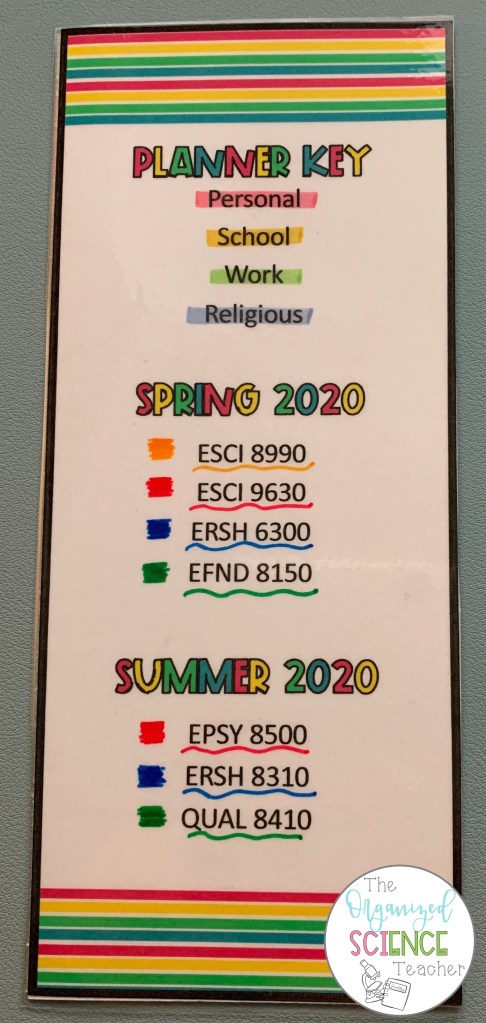 PLANNER KEY
Personal
School
Work
Religious
SPRING 2020
ESCI 8990
ESCI 9630
ERSH 6300
EFND 8150
SUMMER 2020
EPSY 8500
ERSH 8310
QUAL 8410
The
Organized
SCIENCE
Teacher